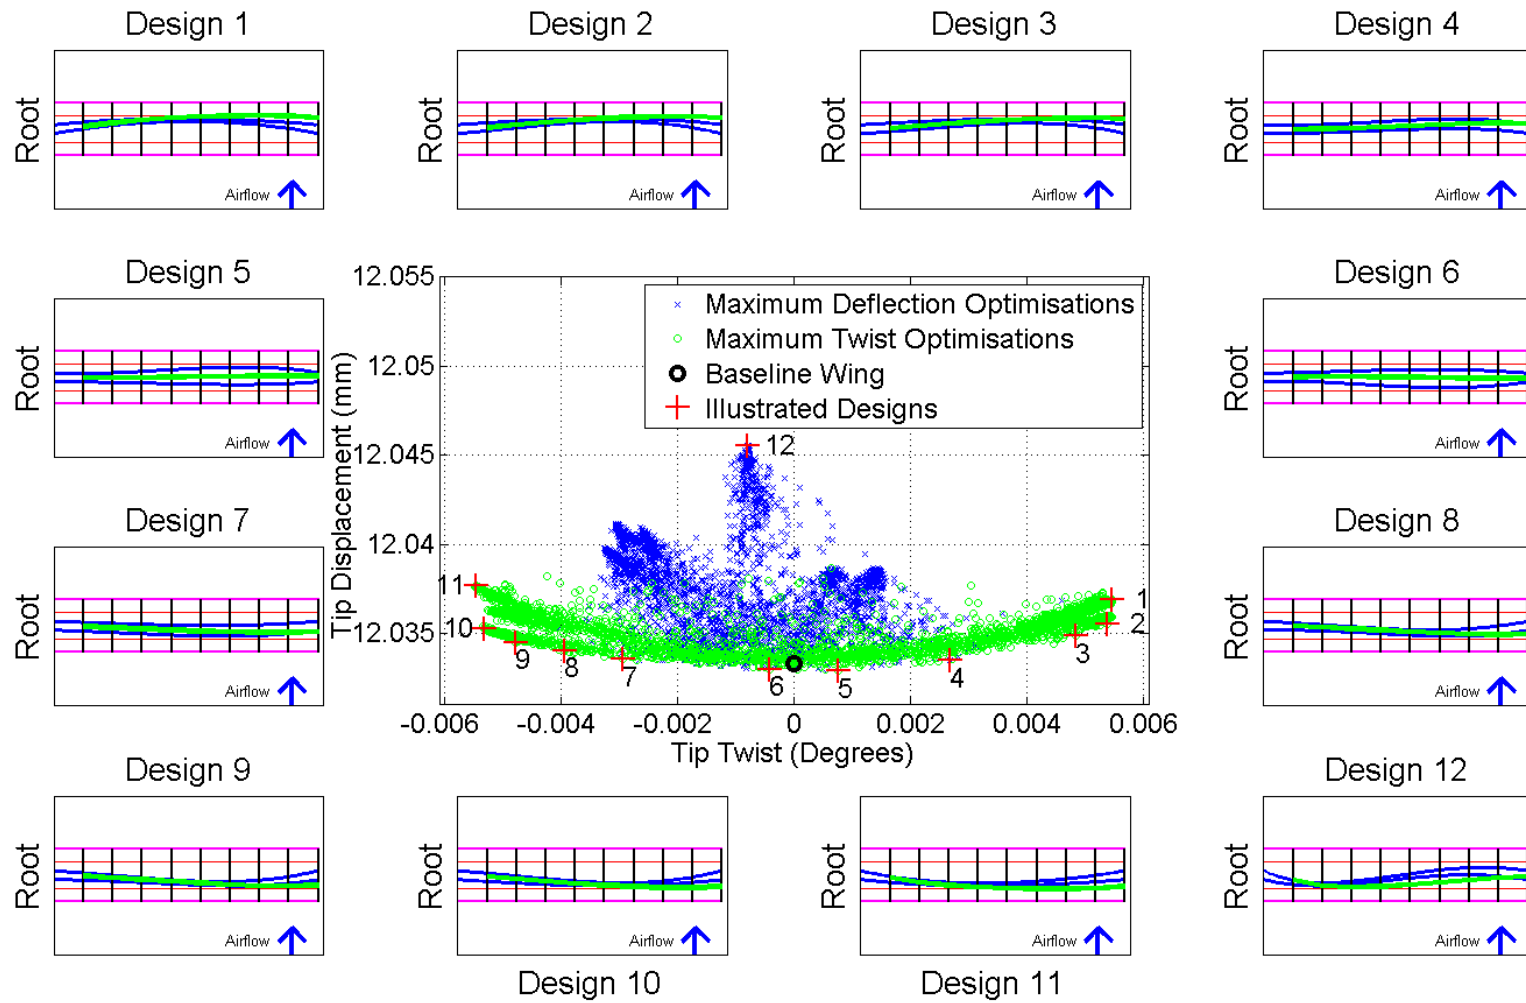 Design 1
Design 2
Design 3
Design 4
Root
Root
Root
Root
Airflow
Airflow
Airflow
Airflow
Design 5
Design 6
Root
Root
Airflow
Airflow
Design 7
Design 8
Root
Root
Airflow
Airflow
12.055
12.05
12.045
12.04
12.035
Tip Displacement (mm)
Maximum Deflection Optimisations
Maximum Twist Optimisations
Baseline Wing
Illustrated Designs
12
11
10
9
8
7
6
5
4
3
2
1
-0.006
-0.004
-0.002
0
0.002
0.004
0.006
Tip Twist (Degrees)
Design 9
Design 12
Root
Root
Root
Root
Airflow
Airflow
Airflow
Airflow
Design 10
Design 11